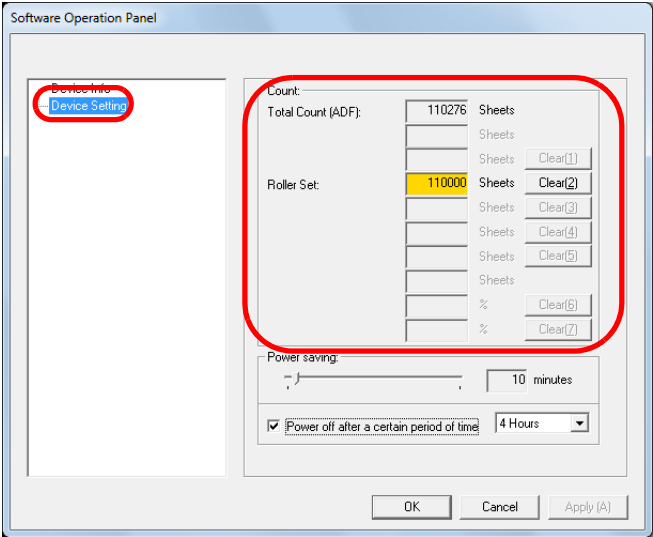 Software Operation Panel
Device Info
Device Setting
Count:
Total Count (ADF): 110276 Sheets
Sheets
Sheets Clear(1)
Roller Set: 110000 Sheets Clear(2)
Sheets Clear(3)
Sheets Clear(4)
Sheets Clear(5)
Sheets
% Clear(6)
% Clear(7)
Power saving:
10 minutes
Power off after a certain period of time 4 Hours
OK Cancel Apply (A)